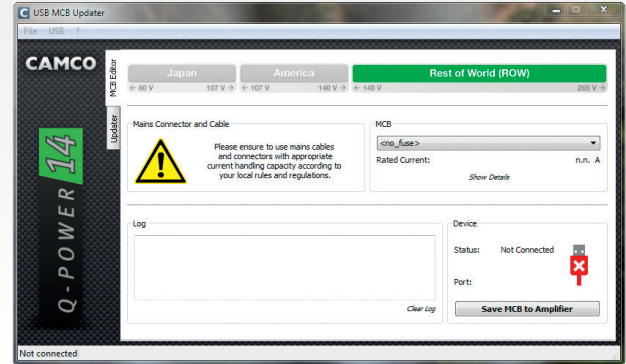 USB MCB Updater
File USB ?
CAMCO
Q-POWER 14
MCB Editor
Updater
Japan America Rest of World (ROW)
← 80 V 107 V → ← 107 V 140 V → ← 140 V 265 V →
Mains Connector and Cable
Please ensure to use mains cables
and connectors with appropriate
current handling capacity according to
your local rules and regulations.
MCB
<no_fuse>
Rated Current: n.n. A
Show Details
Log
Clear Log
Device
Status: Not Connected
Port:
Save MCB to Amplifier
Not connected